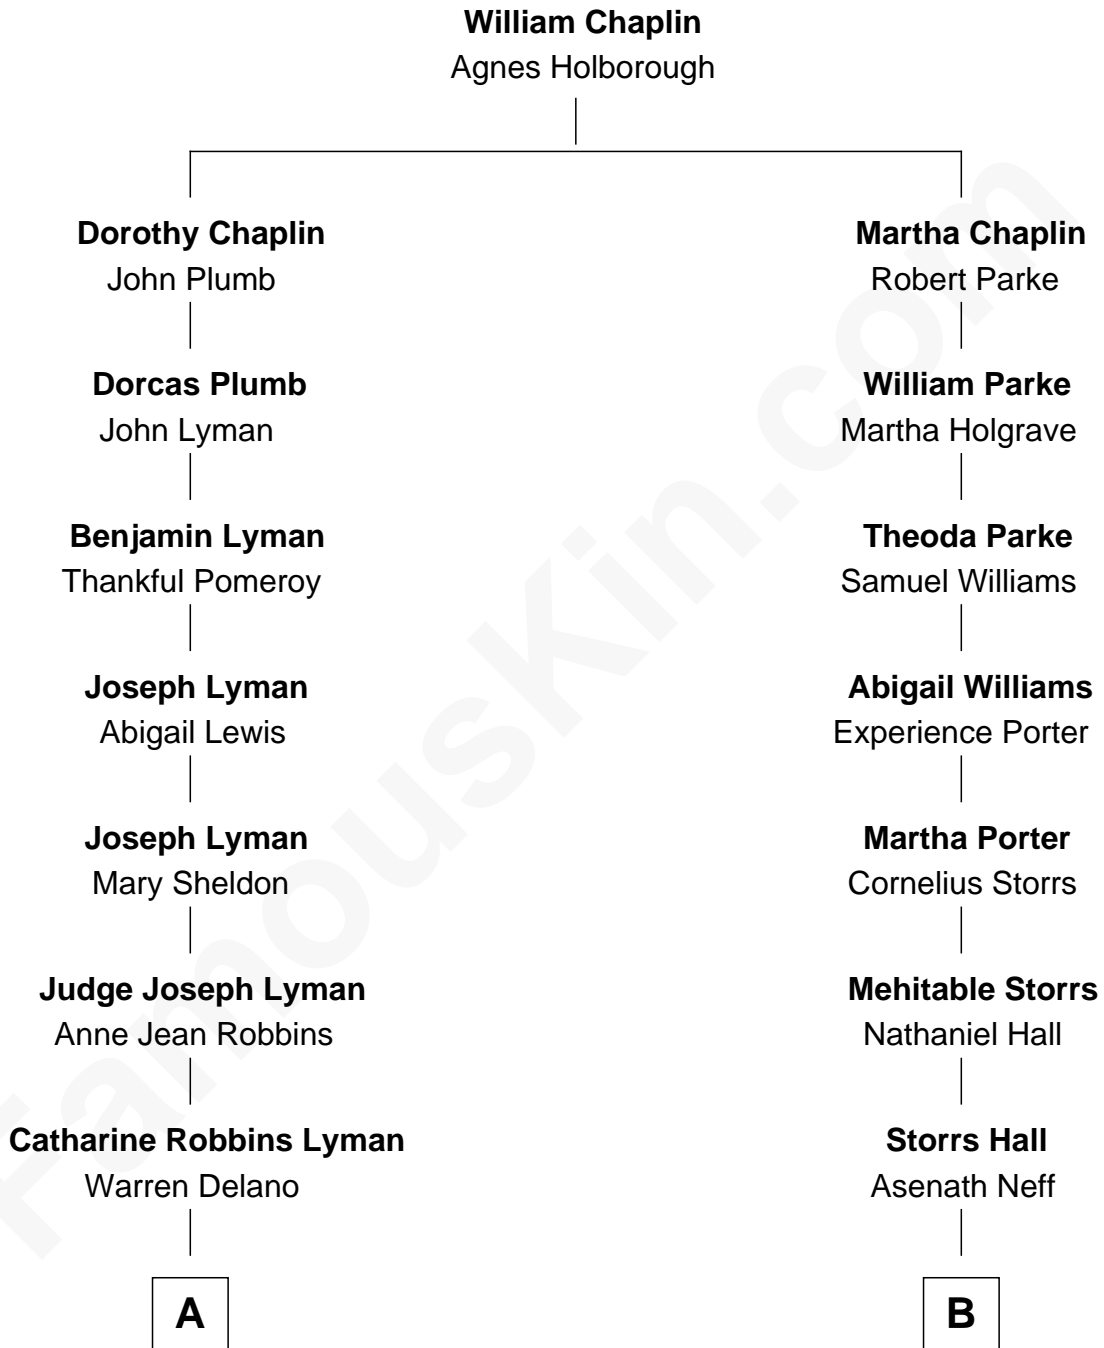 William Chaplin
Agnes Holborough
Dorothy Chaplin
John Plumb
Martha Chaplin
Robert Parke
Dorcas Plumb
John Lyman
William Parke
Martha Holgrave
Benjamin Lyman
Thankful Pomeroy
Theoda Parke
Samuel Williams
Joseph Lyman
Abigail Lewis
Abigail Williams
Experience Porter
Joseph Lyman
Mary Sheldon
Martha Porter
Cornelius Storrs
Judge Joseph Lyman
Anne Jean Robbins
Mehitable Storrs
Nathaniel Hall
Catharine Robbins Lyman
Warren Delano
Storrs Hall
Asenath Neff
A
B
FamousKin.com